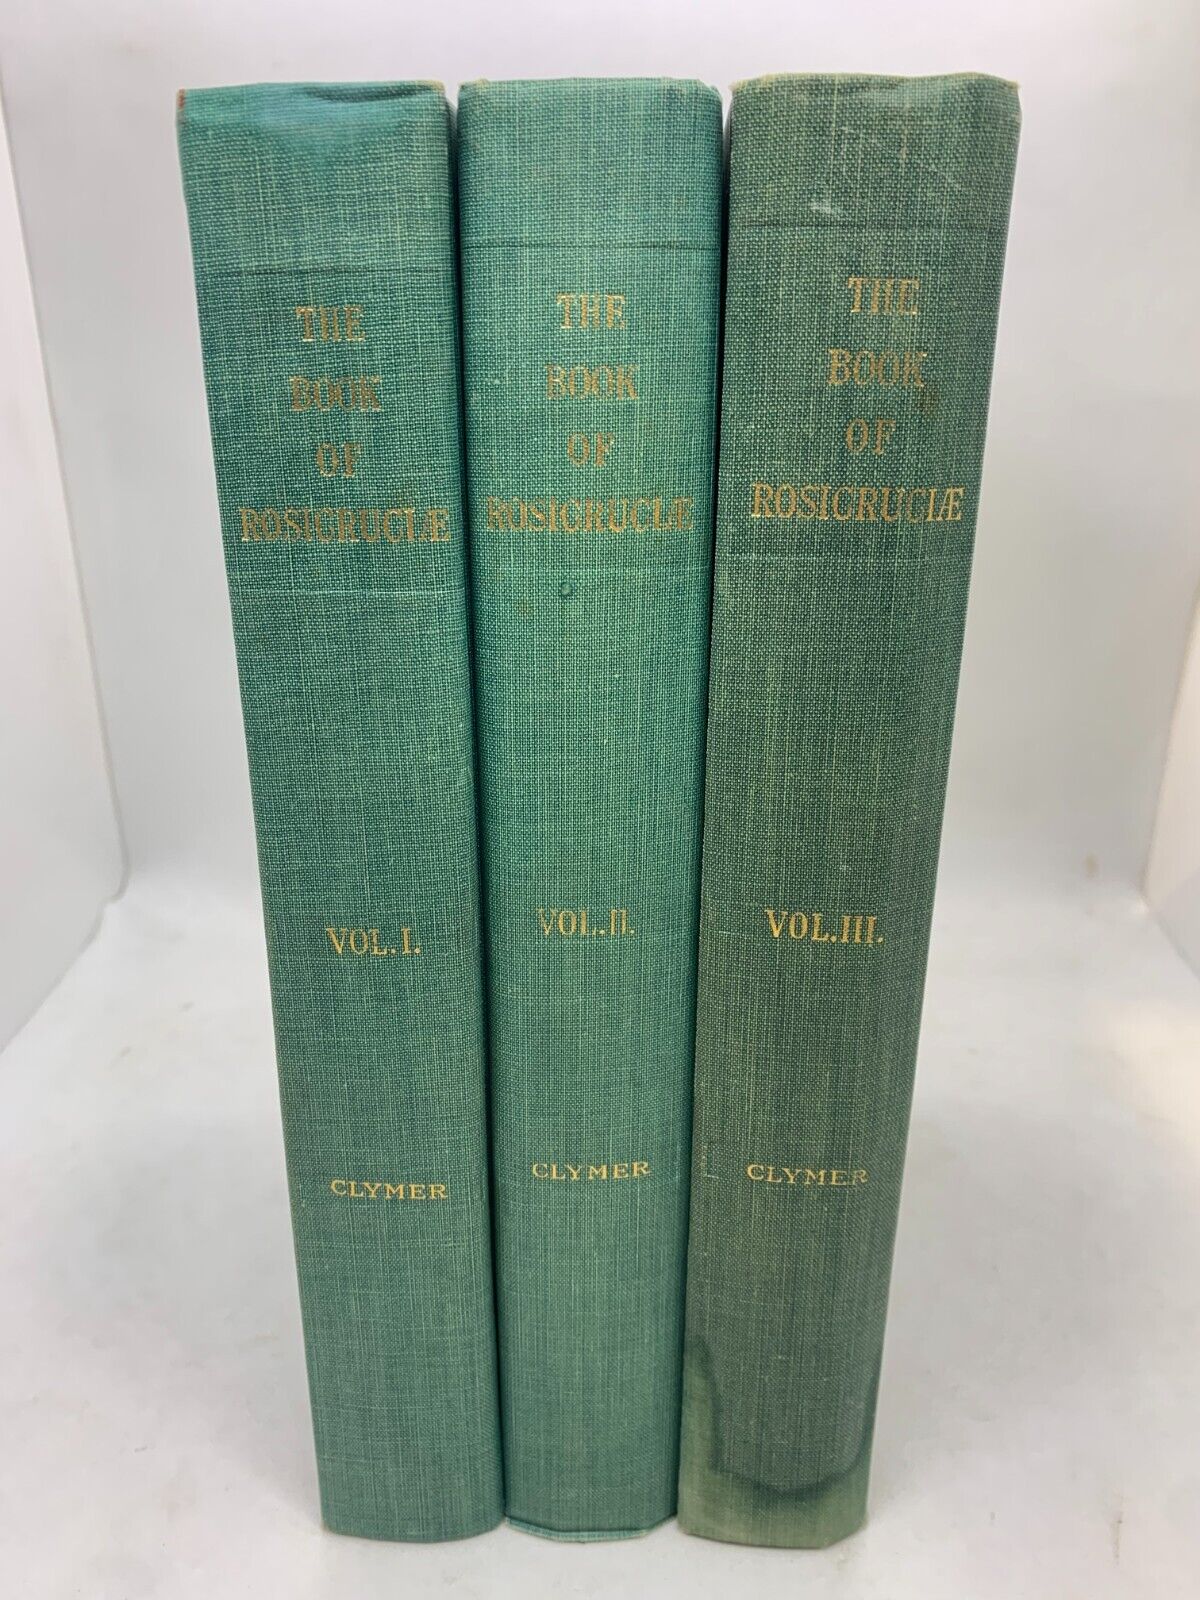 THE
BOOK
OF
ROSICRUCIÆ
VOL.I.
CLYMER
THE
BOOK
OF
ROSICRUCIÆ
VOL.II.
CLYMER
THE
BOOK
OF
ROSICRUCIÆ
VOL.III.
CLYMER